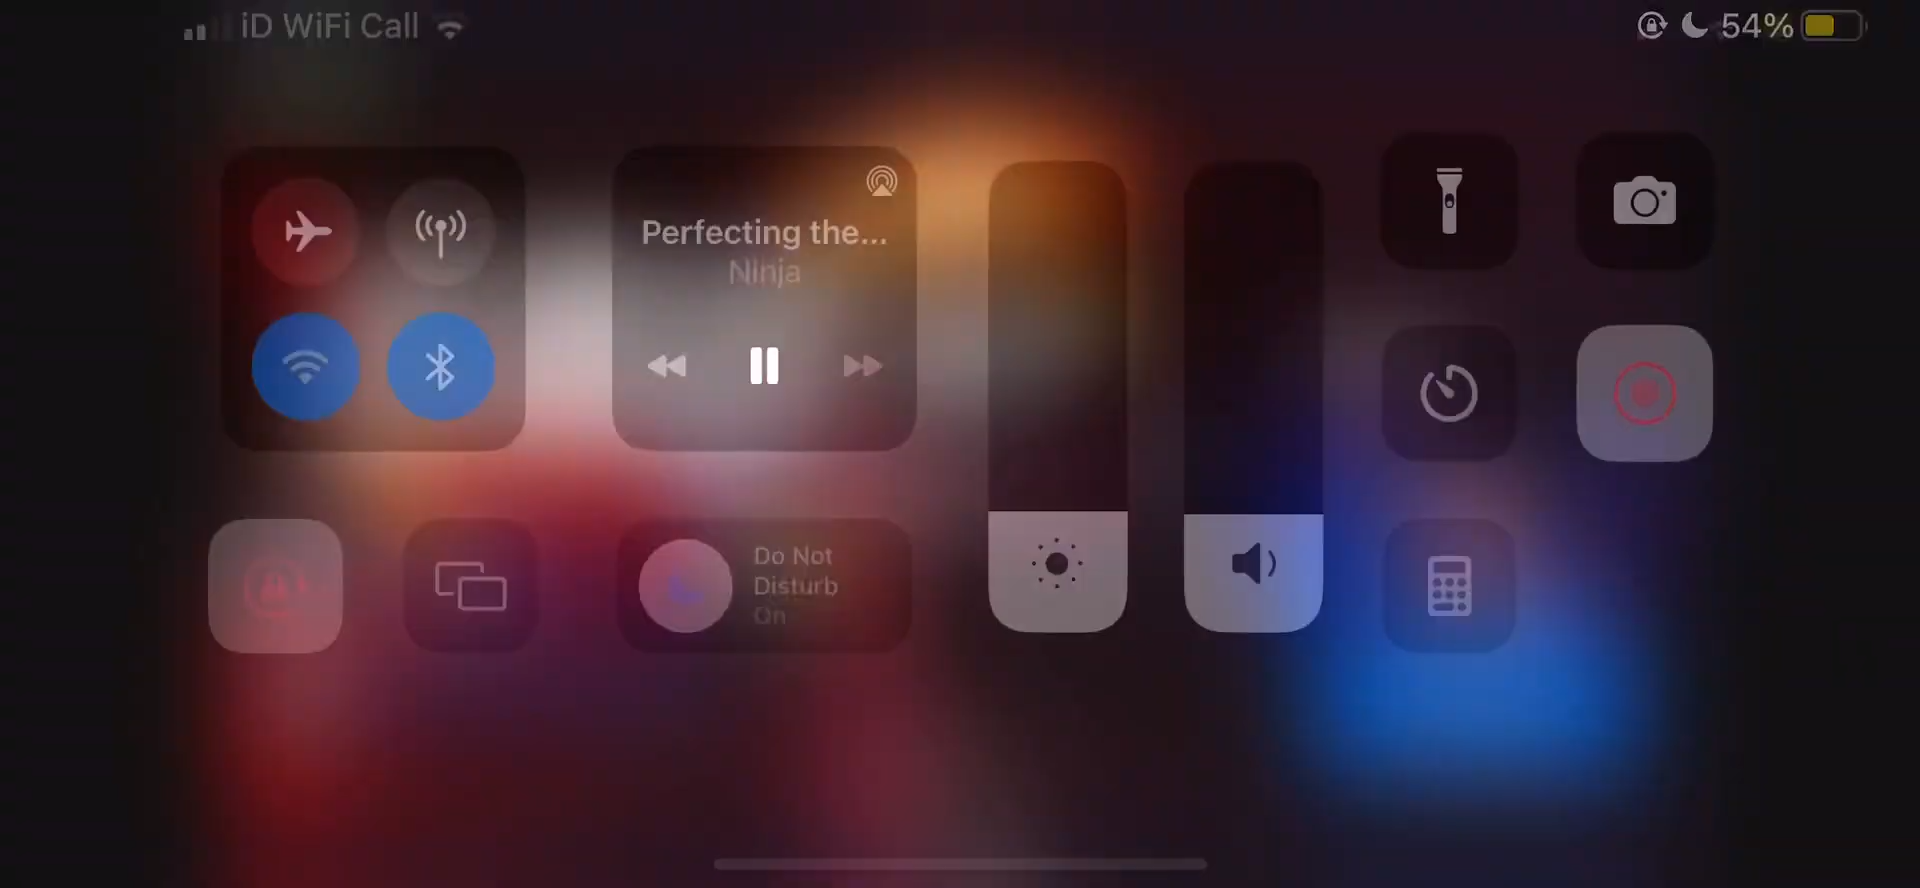 iD WiFi Call
54%
Perfecting the...
Ninja
Do Not
Disturb
On